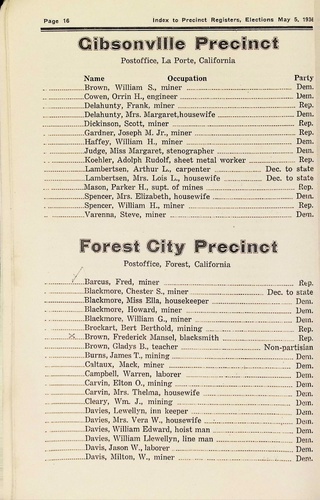 Page 16 Index to Precinct Registers, Elections May 5, 1936
Gibsonville Precinct
Postoffice, La Porte, California
Name Occupation Party
Brown, William S., miner Dem.
Cowen, Orrin H., engineer Dem.
Delahunty, Frank, miner Rep.
Delahunty, Mrs. Margaret,housewife Dem.
Dickinson, Scott, miner Rep.
Gardner, Joseph M. Jr., miner Rep.
Haffey, William H., miner Dem.
Judge, Miss Margaret, stenographer Dem.
Koehler, Adolph Rudolf, sheet metal worker Rep.
Lambertsen, Arthur L., carpenter Dec. to state
Lambertsen, Mrs. Lois L., housewife Dec. to state
Mason, Parker H., supt. of mines Rep.
Spencer, Mrs. Elizabeth, housewife Dem.
Spencer, William H., miner Rep.
Varenna, Steve, miner Dem.
Forest City Precinct
Postoffice, Forest, California
Barcus, Fred, miner Rep.
Blackmore, Chester S., miner Dec. to state
Blackmore, Miss Ella, housekeeper Dem.
Blackmore, Howard, miner Dem.
Blackmore, William G., miner Dem.
Brockart, Bert Berthold, mining Rep.
Brown, Frederick Mansel, blacksmith Rep.
Brown, Gladys B., teacher Non-partisian
Burns, James T., mining Dem.
Caltaux, Mack, miner Dem.
Campbell, Warren, laborer Dem.
Carvin, Elton O., mining Dem.
Carvin, Mrs. Thelma, housewife Dem.
Cleary, Wm. J., mining Dem.
Davies, Lewellyn, inn keeper Dem.
Davies, Mrs. Vera W., housewife Dem.
Davies, William Edward, hoist man Dem.
Davies, William Llewellyn, line man Dem.
Davis, Jason W., laborer Dem.
Davis, Milton, W., miner Dem.